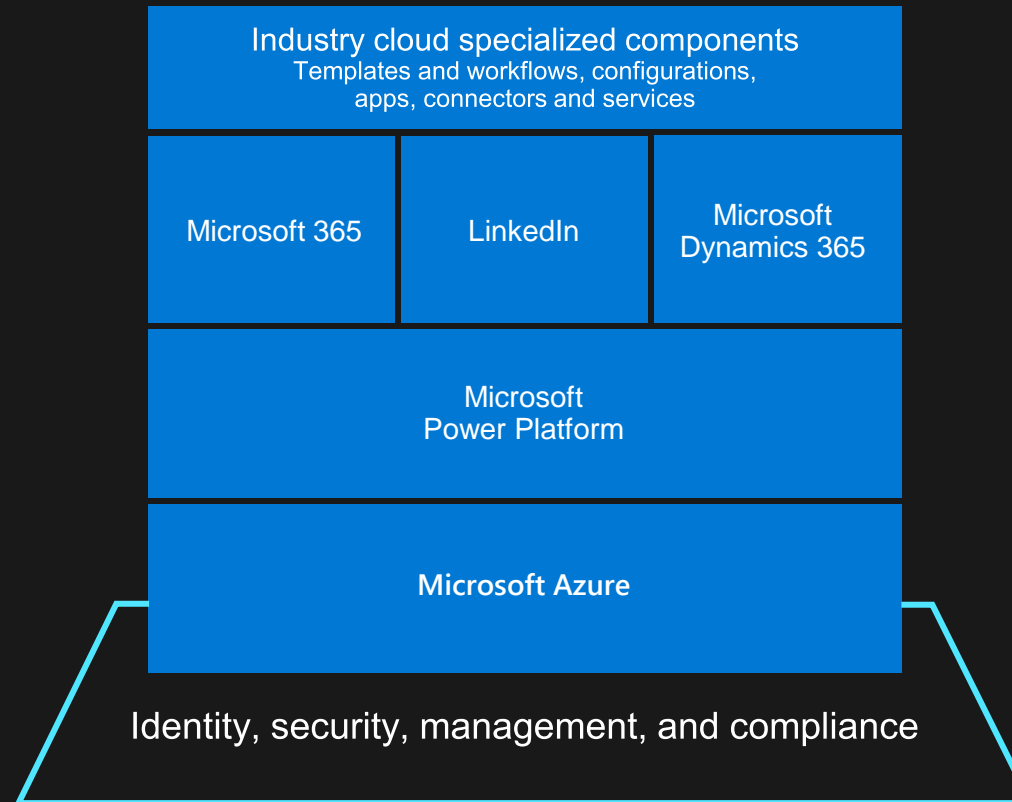 Industry cloud specialized components
Templates and workflows, configurations,
apps, connectors and services
Microsoft 365
LinkedIn
Microsoft
Dynamics 365
Microsoft
Power Platform
Microsoft Azure
Identity, security, management, and compliance